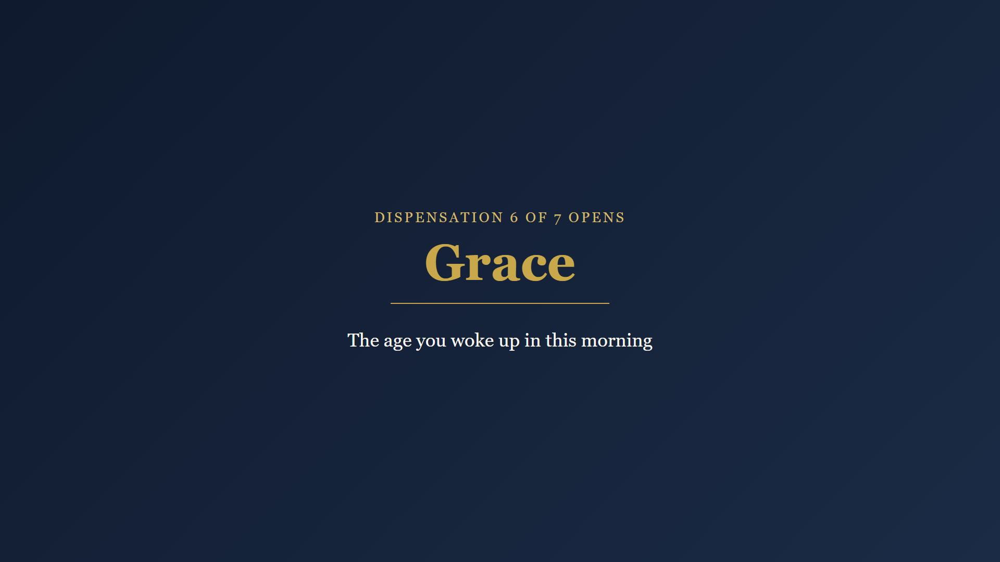 DISPENSATION 6 OF 7 OPENS
Grace
The age you woke up in this morning